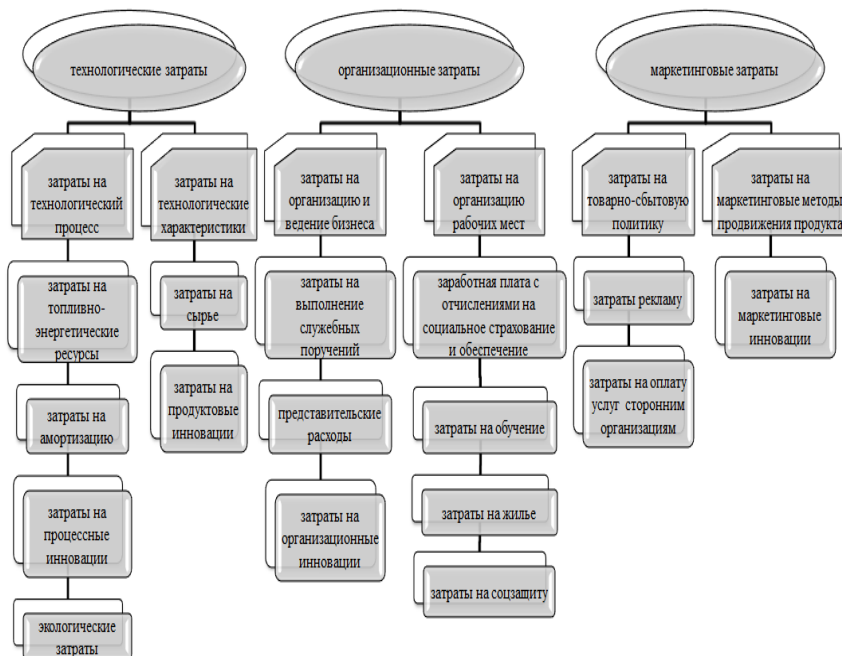 технологические затраты
организационные затраты
маркетинговые затраты
затраты на
технологический
процесс
затраты на
технологические
характеристики
затраты на
организацию и
ведение бизнеса
затраты на
организацию
рабочих мест
затраты на
товарно-сбытовую
политику
затраты на
маркетинговые методы
продвижения продукта
затраты на
топливно-
энергетические
ресурсы
затраты на
сырье
затраты на
выполнение
служебных
поручений
заработная плата с
отчислениями на
социальное страхование
и обеспечение
затраты рекламу
затраты на
маркетинговые
инновации
затраты на
амортизацию
затраты на
продуктовые
инновации
представительские
расходы
затраты на обучение
затраты на оплату
услуг сторонним
организациям
затраты на
процессные
инновации
затраты на
организационные
инновации
затраты на жилье
затраты на соцзащиту
экологические
затраты